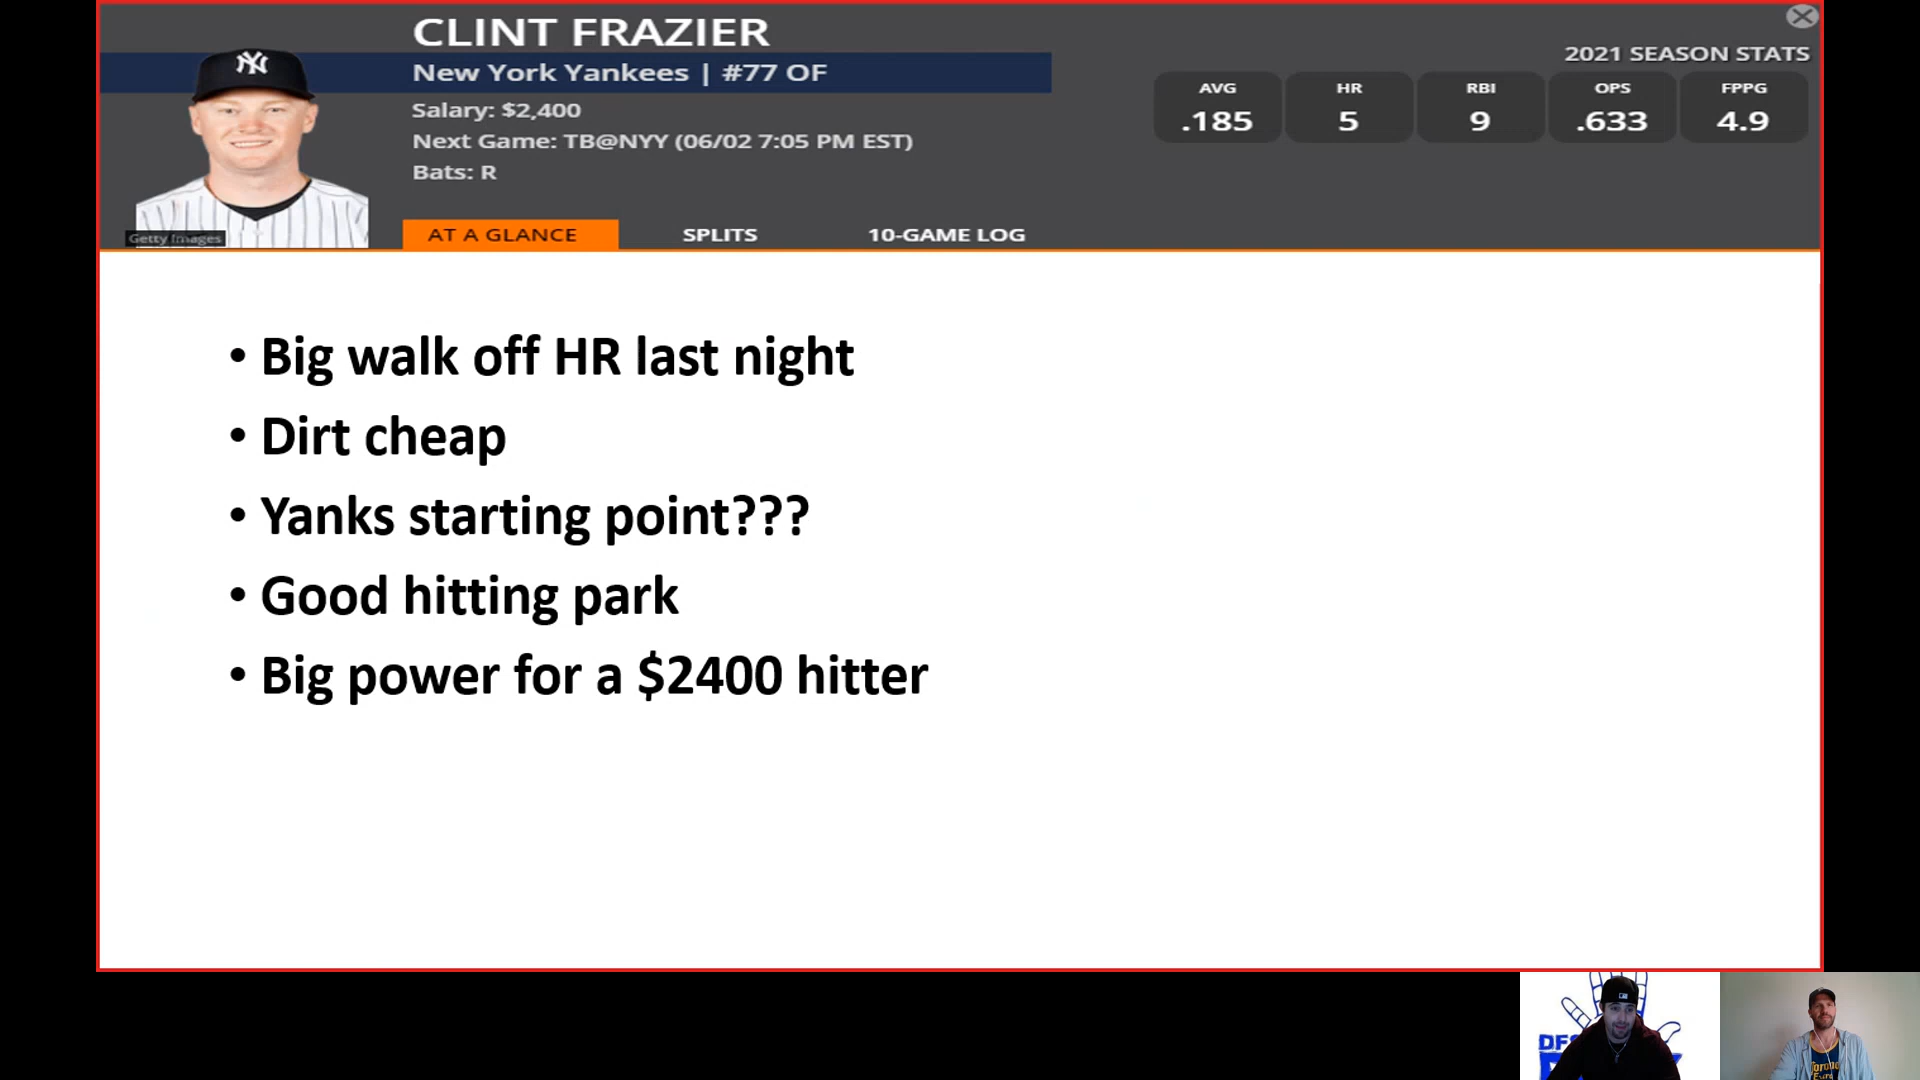 CLINT FRAZIER
New York Yankees | #77 OF
Salary: $2,400
Next Game: TB@NYY (06/02 7:05 PM EST)
Bats: R
2021 SEASON STATS
AVG HR RBI OPS FPPG
.185 5 9 .633 4.9
Getty Images
AT A GLANCE SPLITS 10-GAME LOG
• Big walk off HR last night
• Dirt cheap
• Yanks starting point???
• Good hitting park
• Big power for a $2400 hitter